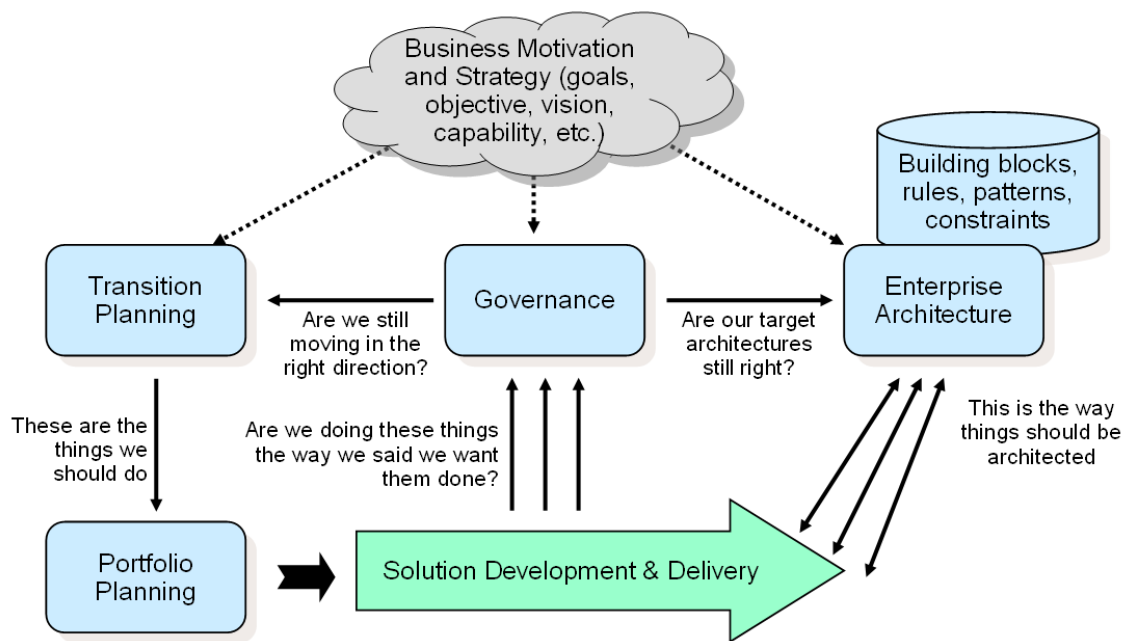 Business Motivation
and Strategy (goals,
objective, vision,
capability, etc.)
Building blocks,
rules, patterns,
constraints
Transition
Planning
Governance
Enterprise
Architecture
Are we still
moving in the
right direction?
Are our target
architectures
still right?
These are the
things we
should do
Are we doing these things
the way we said we want
them done?
This is the way
things should be
architected
Portfolio
Planning
Solution Development & Delivery